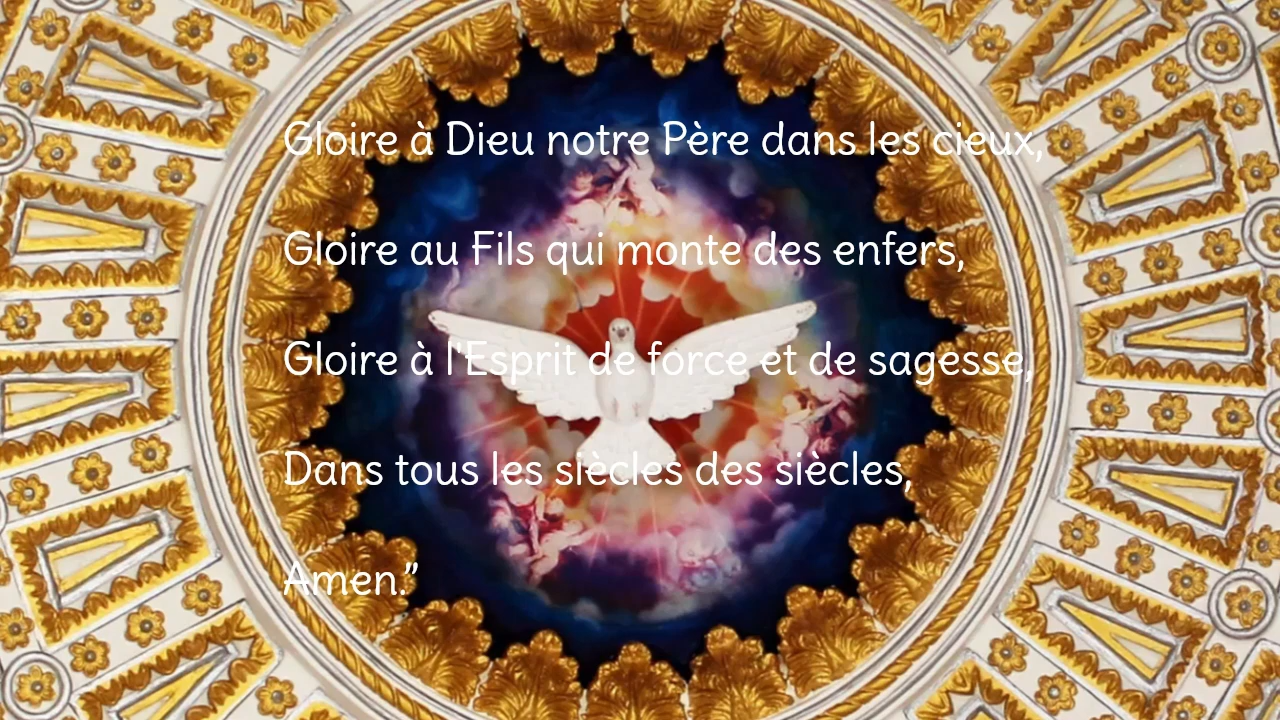 Gloire à Dieu notre Père dans les cieux,
Gloire au Fils qui monte des enfers,
Gloire à l'Esprit de force et de sagesse,
Dans tous les siècles des siècles,
Amen.”